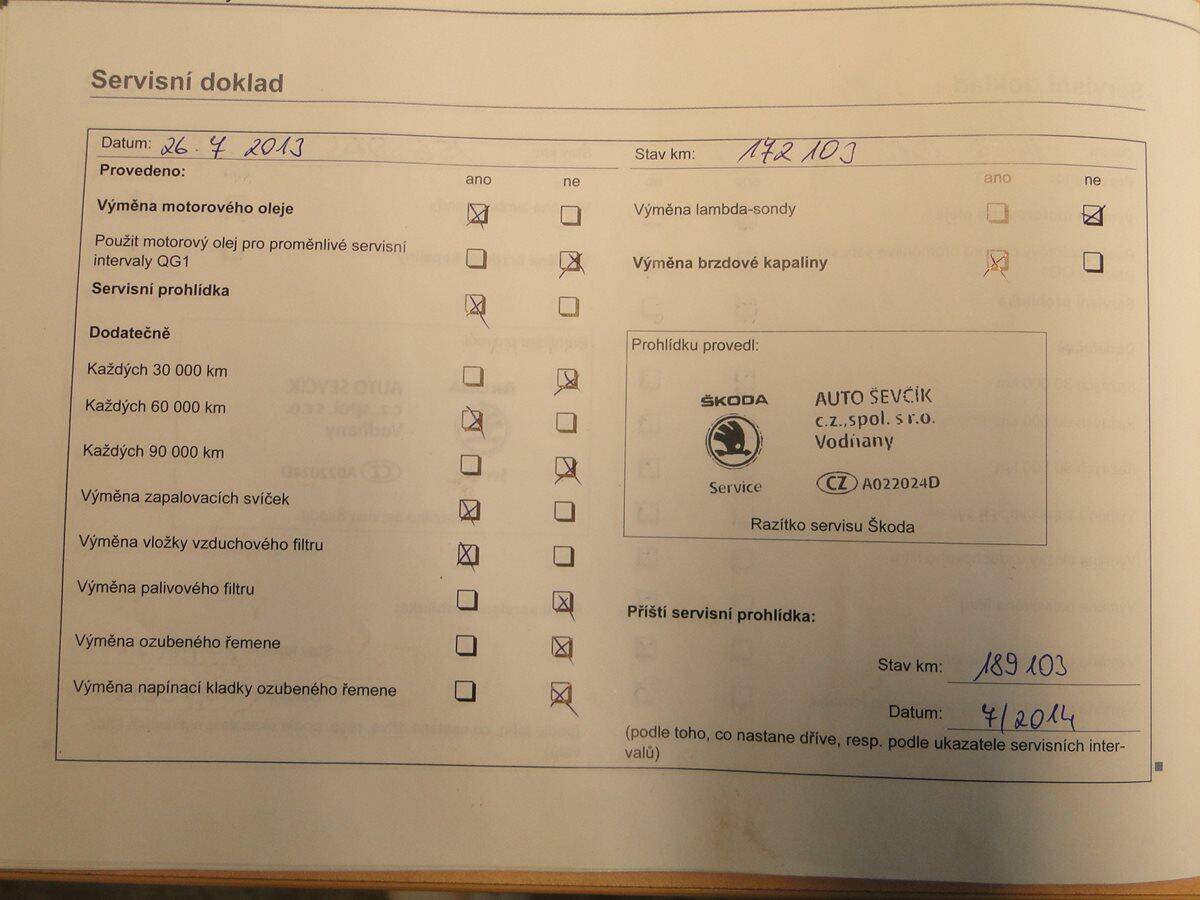 Servisní doklad
Datum: 26. 7 2013
Provedeno:
ano
ne
Výměna motorového oleje
Použit motorový olej pro proměnlivé servisní
intervaly QG1
Servisní prohlídka
Dodatečně
Každých 30 000 km
Každých 60 000 km
Každých 90 000 km
Výměna zapalovacích svíček
Výměna vložky vzduchového filtru
Výměna palivového filtru
Výměna ozubeného řemene
Výměna napínací kladky ozubeného řemene
Stav km: 172 103
ano
ne
Výměna lambda-sondy
Výměna brzdové kapaliny
Prohlídku provedl:
ŠKODA
Service
AUTO ŠEVČÍK
c.z.,spol. s r.o.
Vodňany
CZ A022024D
Razítko servisu Škoda
Příští servisní prohlídka:
Stav km: 189 103
Datum: 7/2014
(podle toho, co nastane dříve, resp. podle ukazatele servisních inter-
valů)